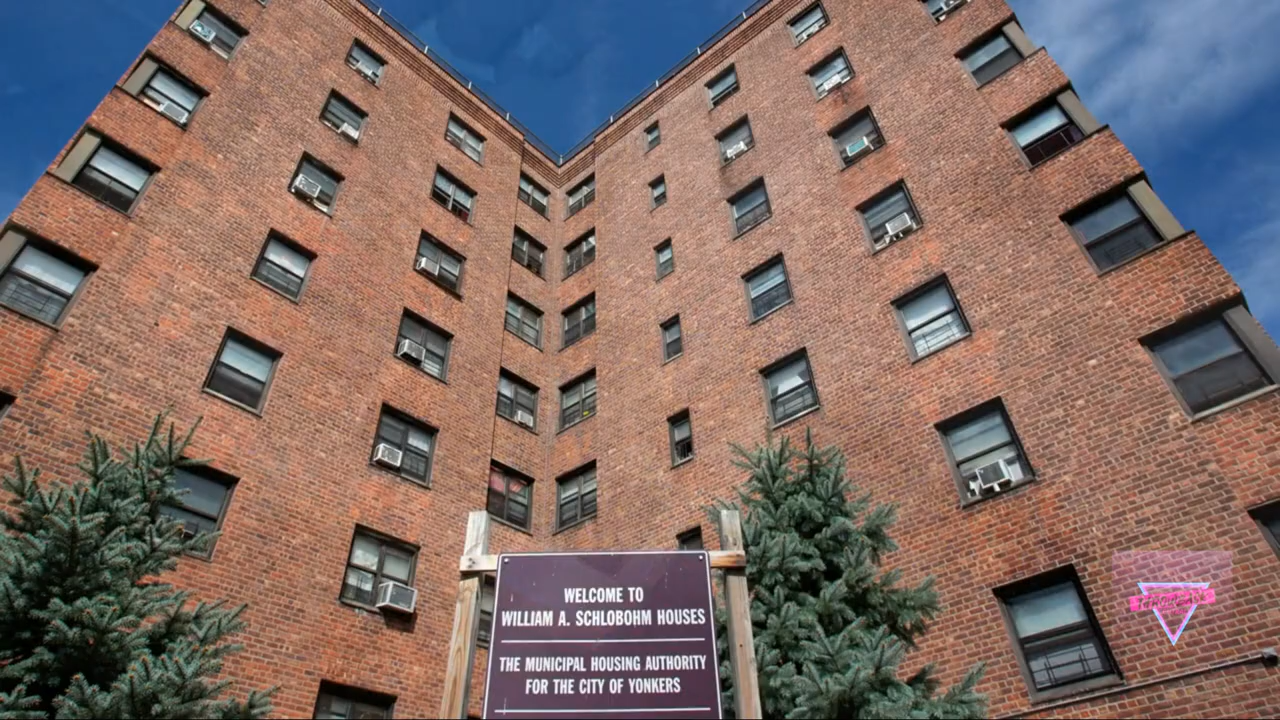 WELCOME TO
WILLIAM A. SCHLOBOHM HOUSES
THE MUNICIPAL HOUSING AUTHORITY
FOR THE CITY OF YONKERS